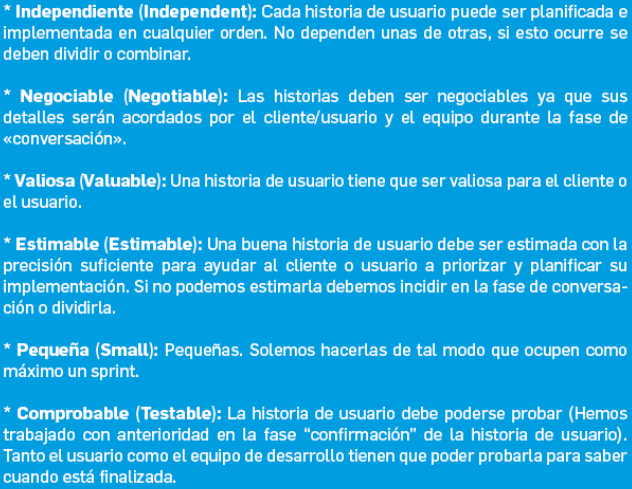 * Independiente (Independent): Cada historia de usuario puede ser planificada e
implementada en cualquier orden. No dependen unas de otras, si esto ocurre se
deben dividir o combinar.
* Negociable (Negotiable): Las historias deben ser negociables ya que sus
detalles serán acordados por el cliente/usuario y el equipo durante la fase de
«conversación».
* Valiosa (Valuable): Una historia de usuario tiene que ser valiosa para el cliente o
el usuario.
* Estimable (Estimable): Una buena historia de usuario debe ser estimada con la
precisión suficiente para ayudar al cliente o usuario a priorizar y planificar su
implementación. Si no podemos estimarla debemos incidir en la fase de conversa-
ción o dividirla.
* Pequeña (Small): Pequeñas. Solemos hacerlas de tal modo que ocupen como
máximo un sprint.
* Comprobable (Testable): La historia de usuario debe poderse probar (Hemos
trabajado con anterioridad en la fase “confirmación” de la historia de usuario).
Tanto el usuario como el equipo de desarrollo tienen que poder probarla para saber
cuando está finalizada.